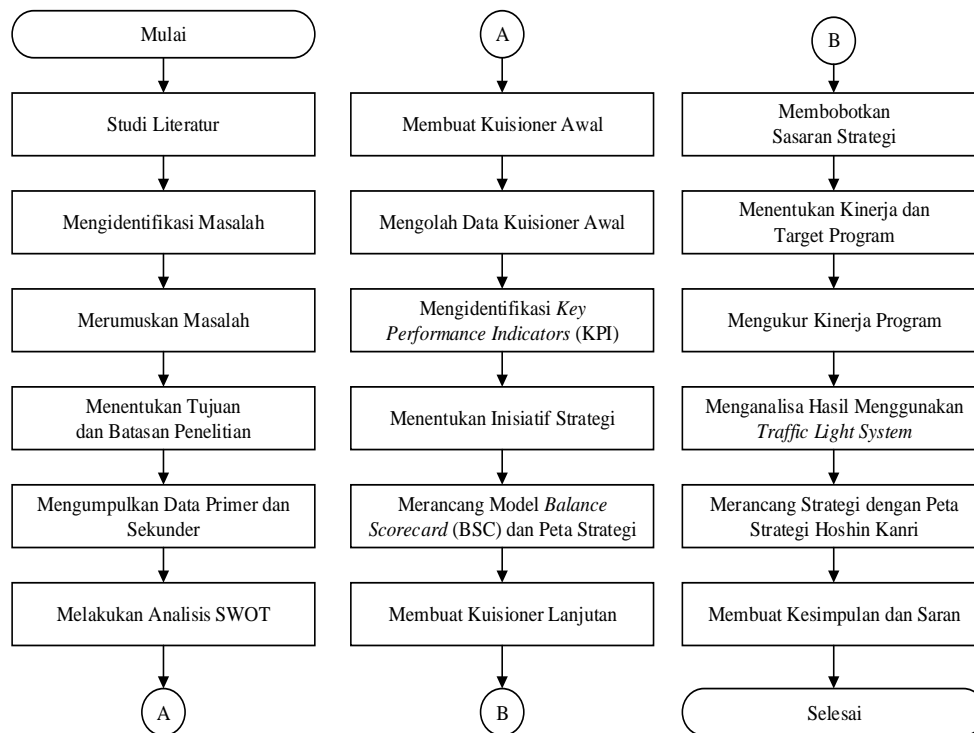 Mulai
Studi Literatur
Mengidentifikasi Masalah
Merumuskan Masalah
Menentukan Tujuan
dan Batasan Penelitian
Mengumpulkan Data Primer dan
Sekunder
Melakukan Analisis SWOT
A
A
Membuat Kuisioner Awal
Mengolah Data Kuisioner Awal
Mengidentifikasi Key
Performance Indicators (KPI)
Menentukan Inisiatif Strategi
Merancang Model Balance
Scorecard (BSC) dan Peta Strategi
Membuat Kuisioner Lanjutan
B
B
Membobotkan
Sasaran Strategi
Menentukan Kinerja dan
Target Program
Mengukur Kinerja Program
Menganalisa Hasil Menggunakan
Traffic Light System
Merancang Strategi dengan Peta
Strategi Hoshin Kanri
Membuat Kesimpulan dan Saran
Selesai